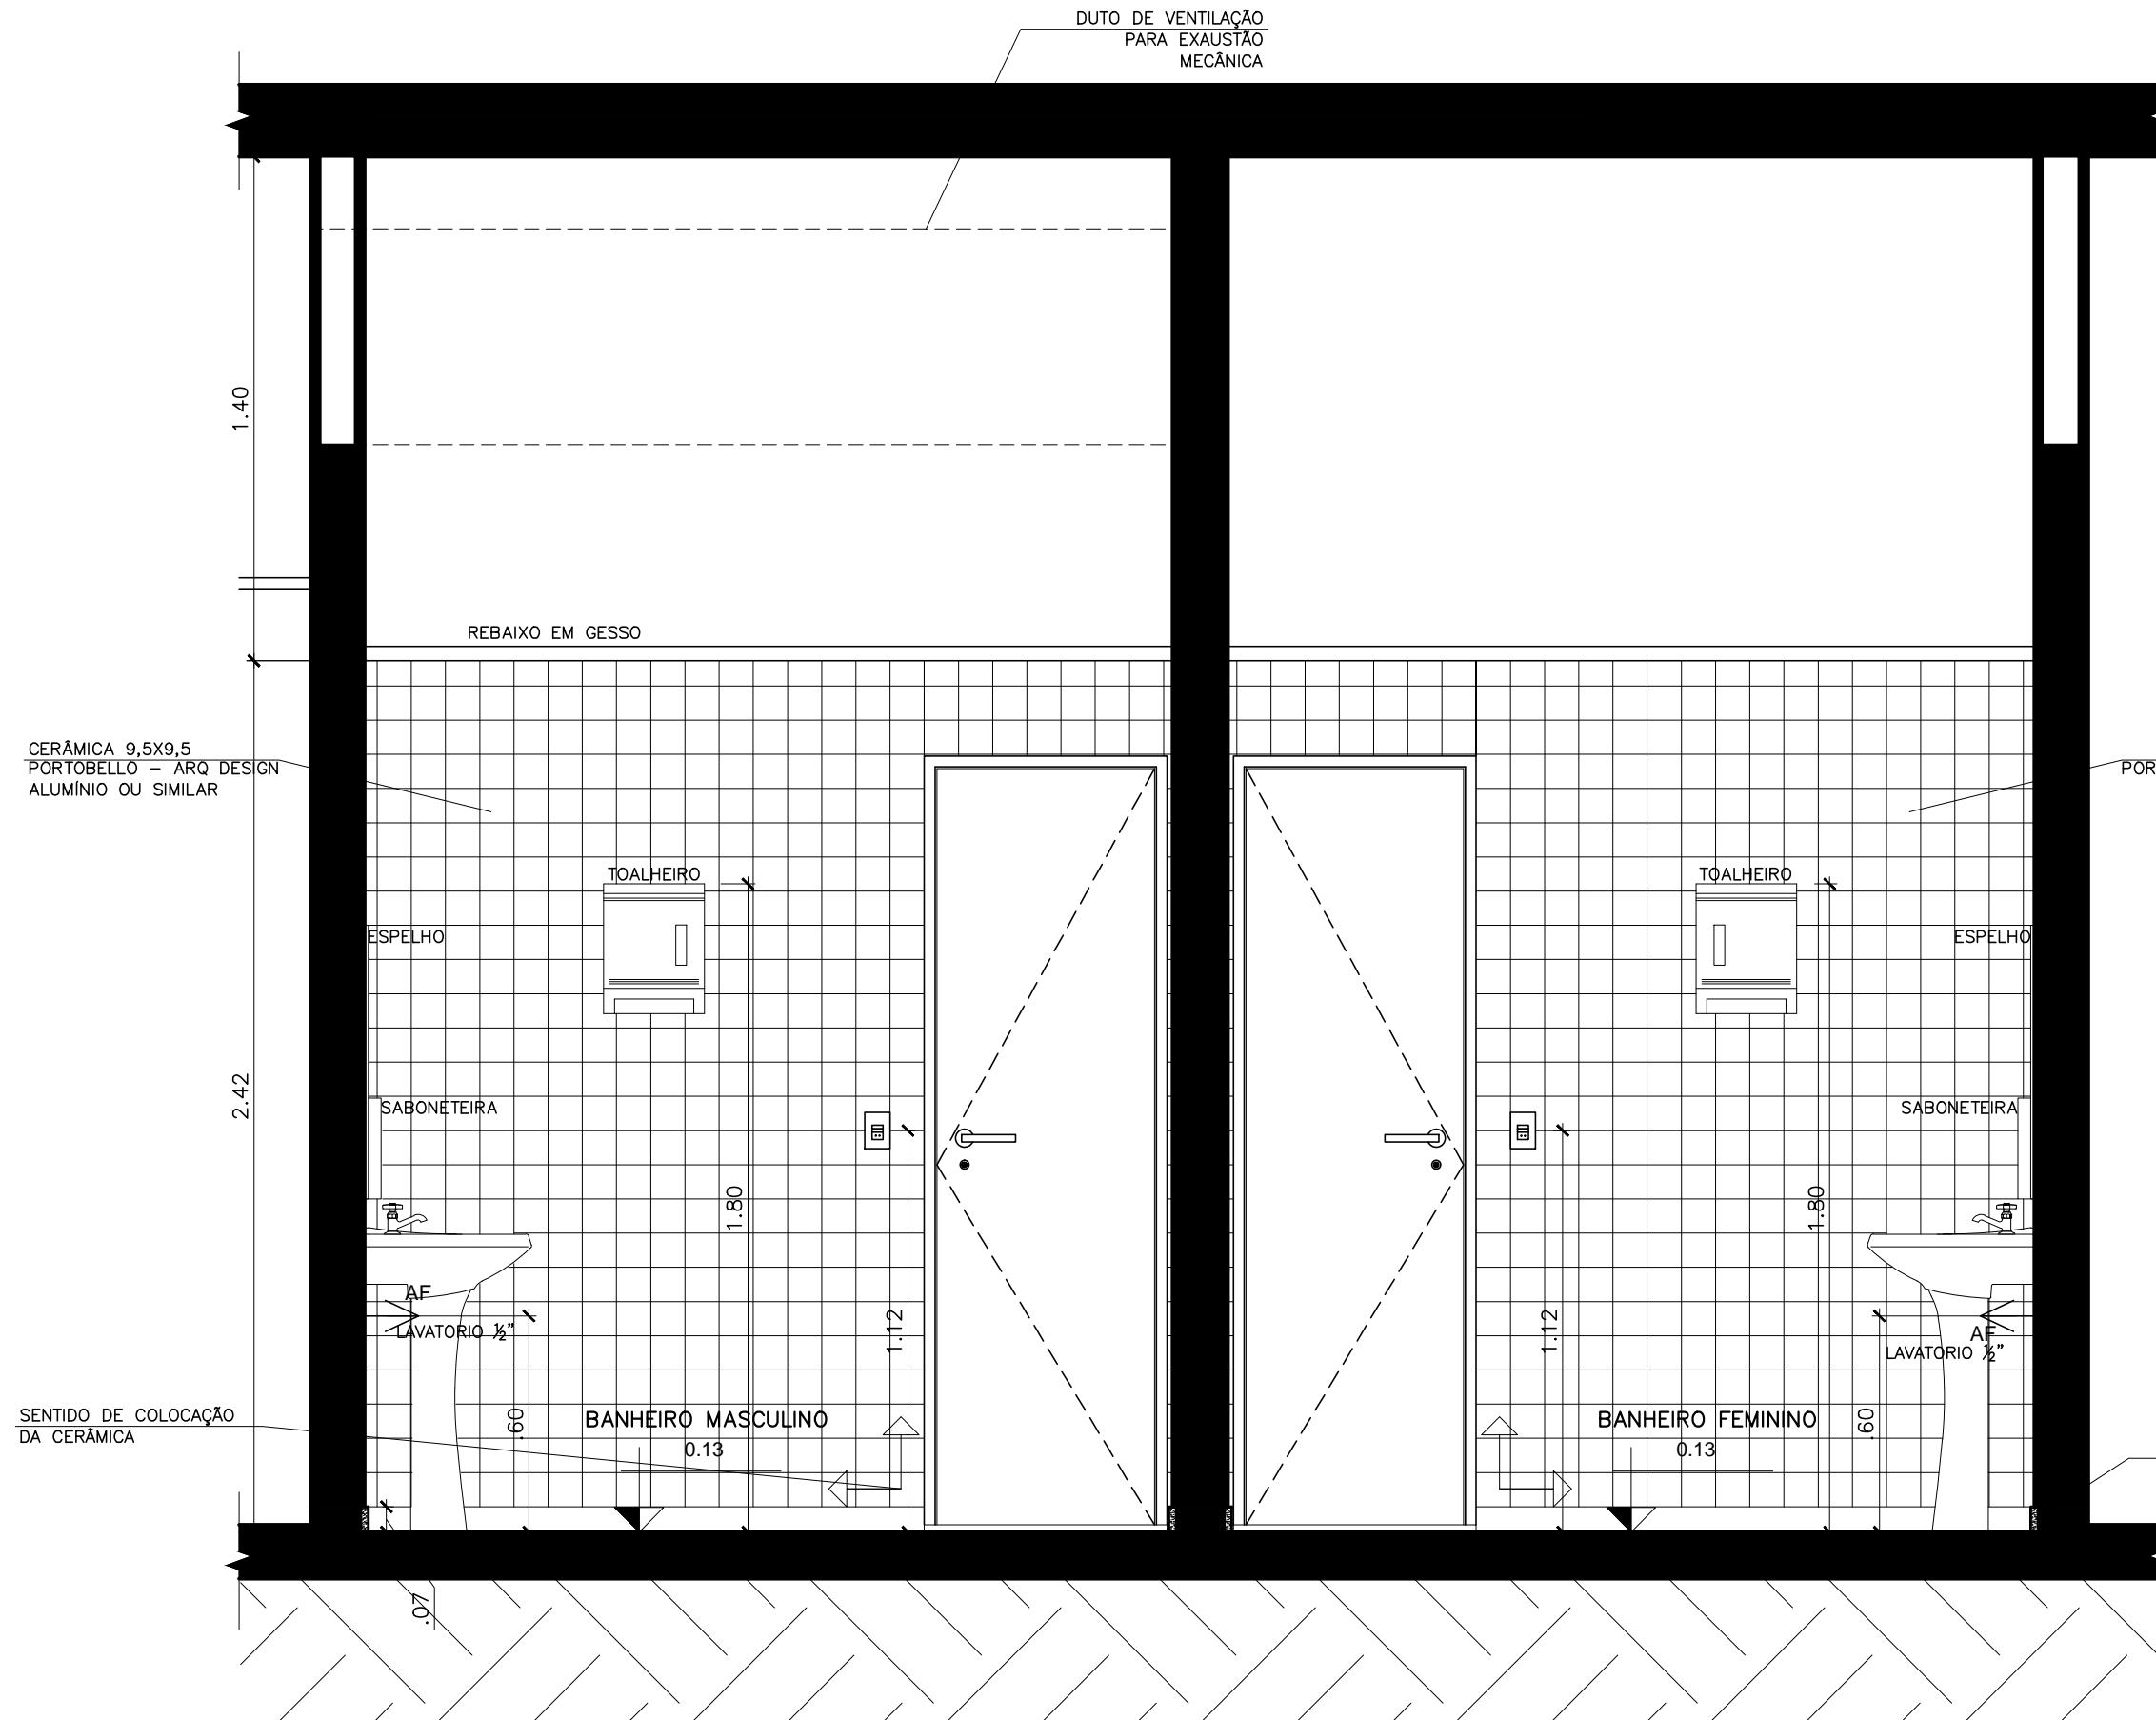 DUTO DE VENTILAÇÃO
PARA EXAUSTÃO
MECÂNICA
1.40
REBAIXO EM GESSO
CERÂMICA 9,5X9,5
PORTOBELLO – ARQ DESIGN
ALUMÍNIO OU SIMILAR
POR
TOALHEIRO
TOALHEIRO
ESPELHO
ESPELHO
2.42
SABONETEIRA
SABONETEIRA
1.80
1.80
AF
LAVATORIO ½"
1.12
1.12
AF
LAVATORIO ½"
SENTIDO DE COLOCAÇÃO
DA CERÂMICA
.60
BANHEIRO MASCULINO
0.13
BANHEIRO FEMININO
0.13
.60
.07